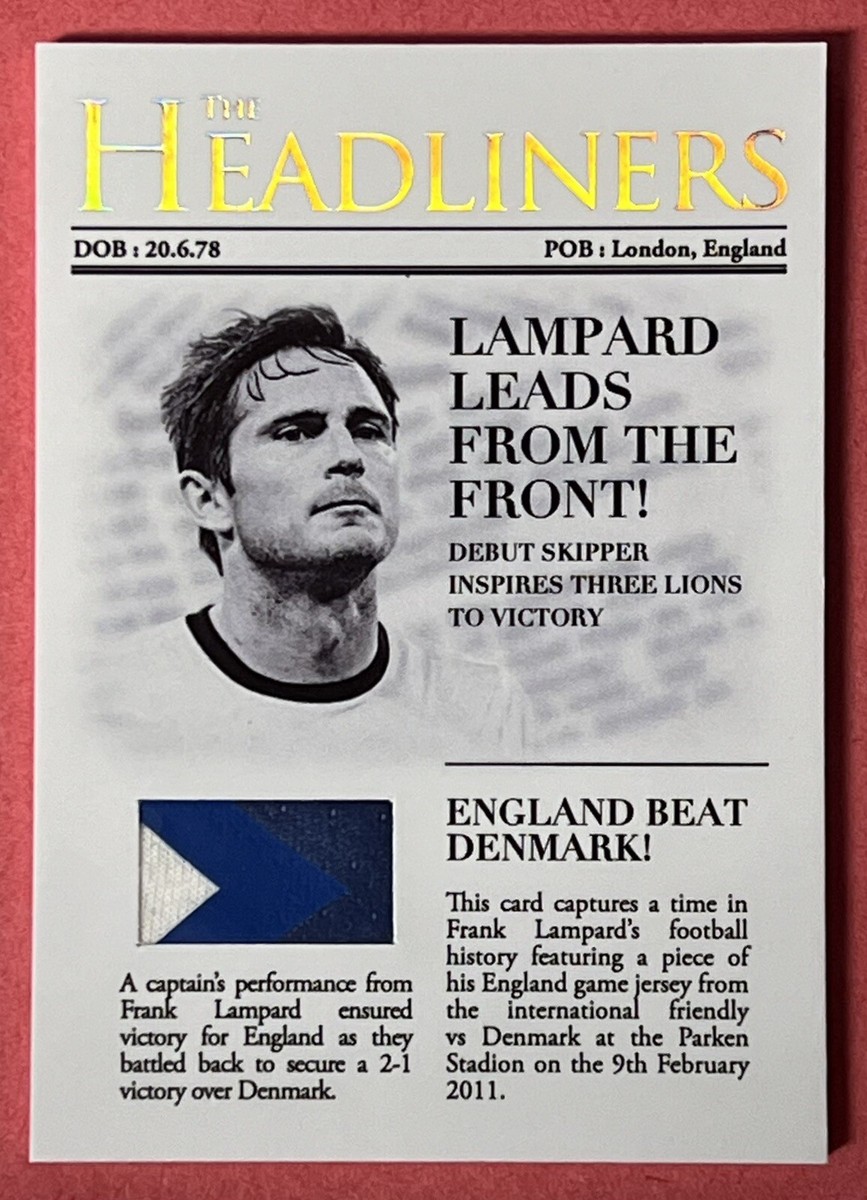 THE
HEADLINERS
DOB : 20.6.78
POB : London, England
LAMPARD
LEADS
FROM THE
FRONT!
DEBUT SKIPPER
INSPIRES THREE LIONS
TO VICTORY
A captain's performance from
Frank Lampard ensured
victory for England as they
battled back to secure a 2-1
victory over Denmark.
ENGLAND BEAT
DENMARK!
This card captures a time in
Frank Lampard's football
history featuring a piece of
his England game jersey from
the international friendly
vs Denmark at the Parken
Stadion on the 9th February
2011.